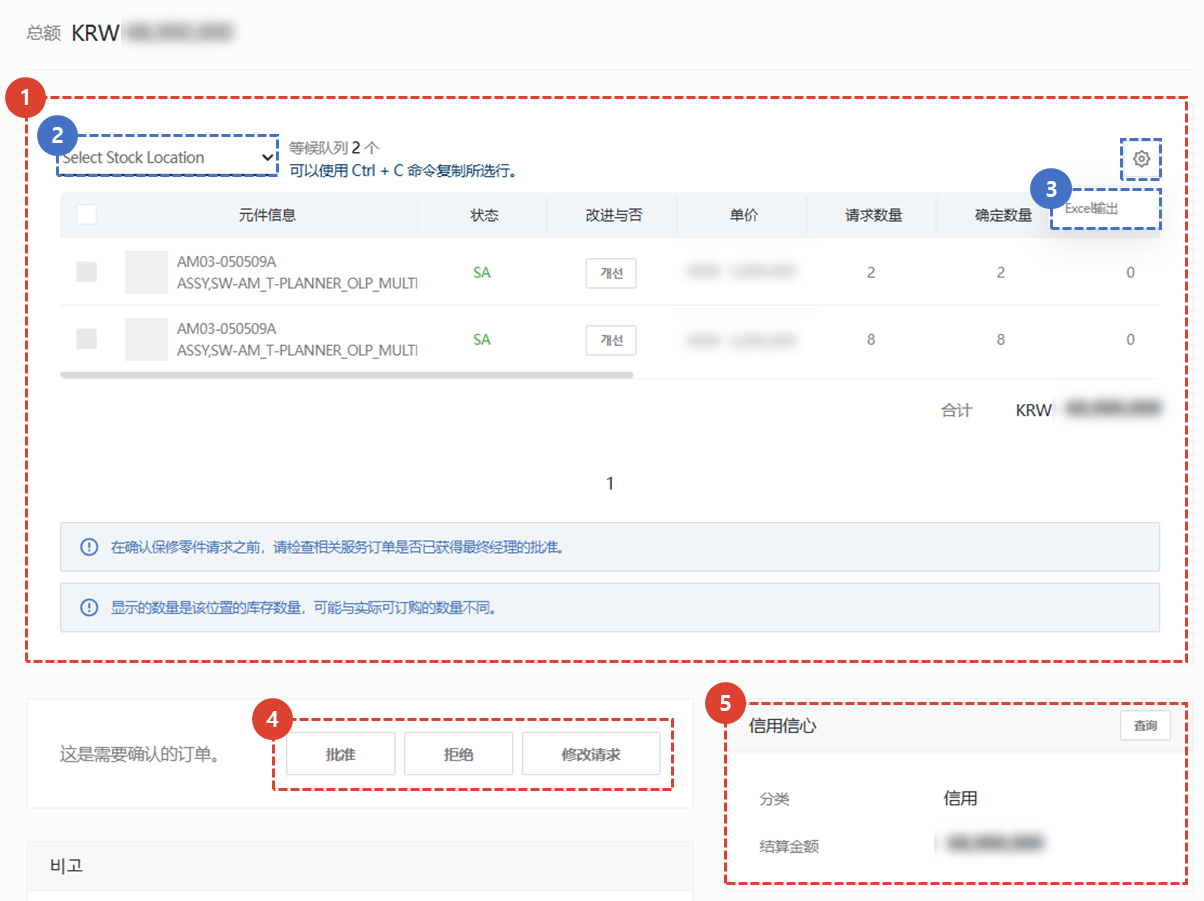 总额 KRW
1
2
Select Stock Location
等候队列 2 个
可以使用 Ctrl + C 命令复制所选行。
3
Excel输出
元件信息 状态 改进与否 单价 请求数量 确定数量
AM03-050509A
ASSY,SW-AM_T-PLANNER_OLP_MULTI
SA 개선 2 2 0
AM03-050509A
ASSY,SW-AM_T-PLANNER_OLP_MULTI
SA 개선 8 8 0
合计 KRW
1
在确认保修零件请求之前，请检查相关服务订单是否已获得最终经理的批准。
显示的数量是该位置的库存数量，可能与实际可订购的数量不同。
4
这是需要确认的订单。
批准 拒绝 修改请求
비고
5
信用信心 查询
分类 信用
结算金额